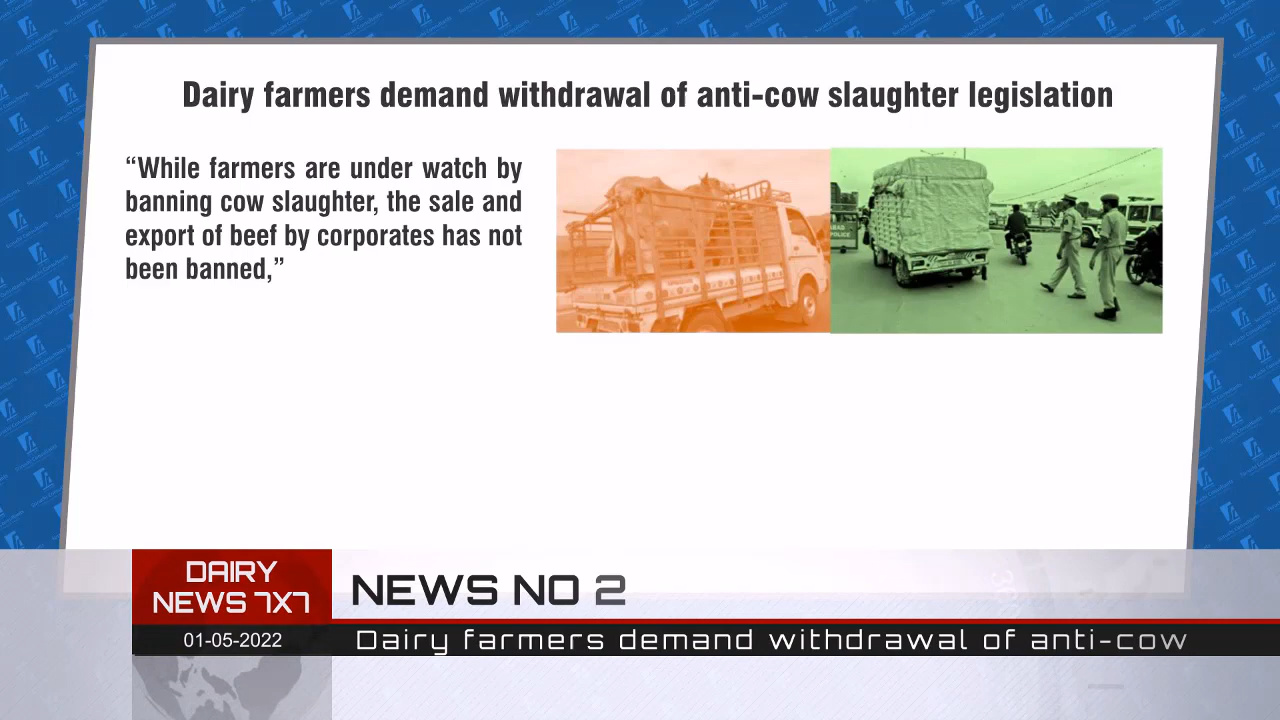 Dairy farmers demand withdrawal of anti-cow slaughter legislation
“While farmers are under watch by
banning cow slaughter, the sale and
export of beef by corporates has not
been banned,”
POLICE
DAIRY
NEWS 7X7
01-05-2022
NEWS NO 2
Dairy farmers demand withdrawal of anti-cow